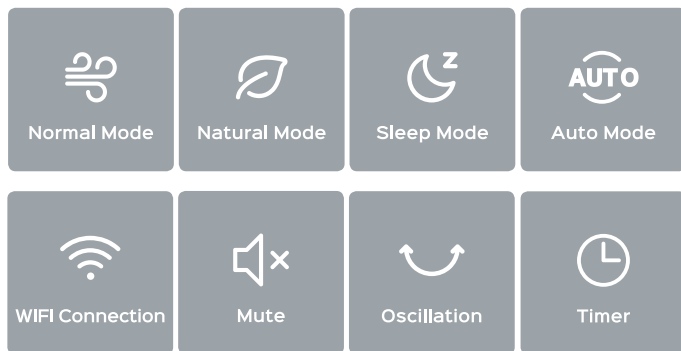 Z
AUTO
Normal Mode
Natural Mode
Sleep Mode
Auto Mode
WIFI Connection
Mute
Oscillation
Timer